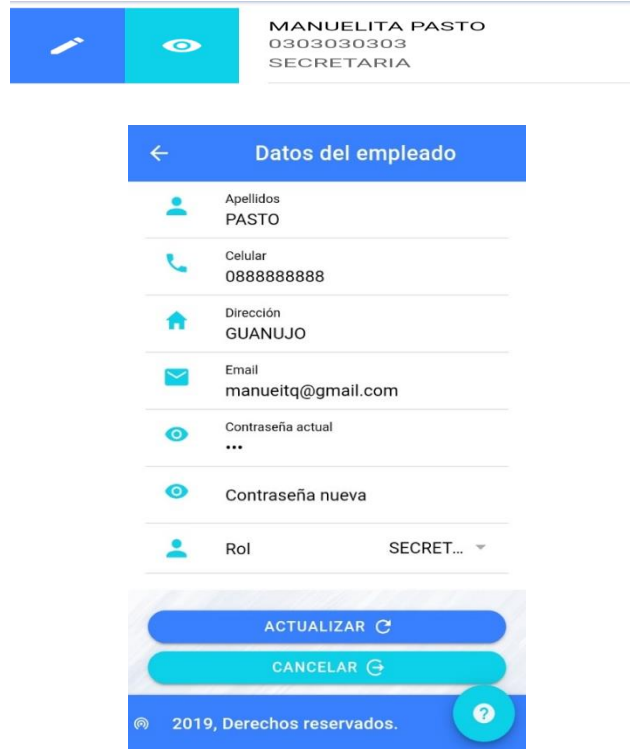 MANUELITA PASTO
0303030303
SECRETARIA
Datos del empleado
Apellidos
PASTO
Celular
0888888888
Dirección
GUANUJO
Email
manueitq@gmail.com
Contraseña actual
•••
Contraseña nueva
Rol SECRET...
ACTUALIZAR
CANCELAR
2019, Derechos reservados.
?